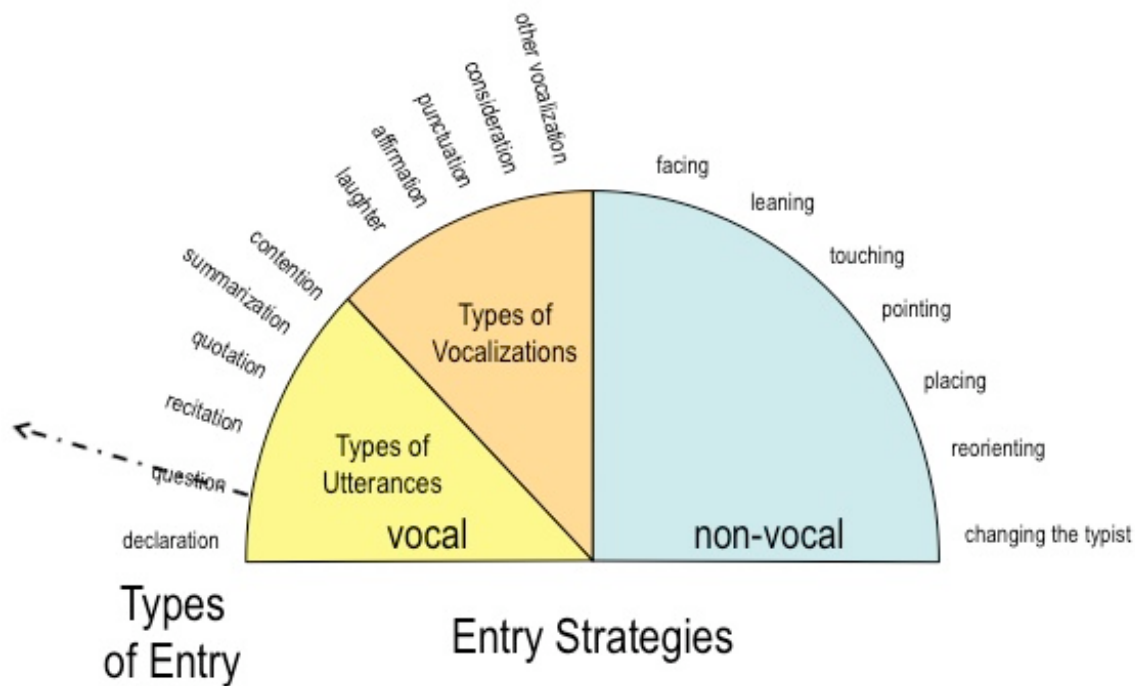 other vocalization
consideration
punctuation
affirmation
laughter
contention
summarization
quotation
recitation
question
declaration
facing
leaning
touching
pointing
placing
reorienting
changing the typist
Types of
Vocalizations
Types of
Utterances
vocal
non-vocal
Types
of Entry
Entry Strategies